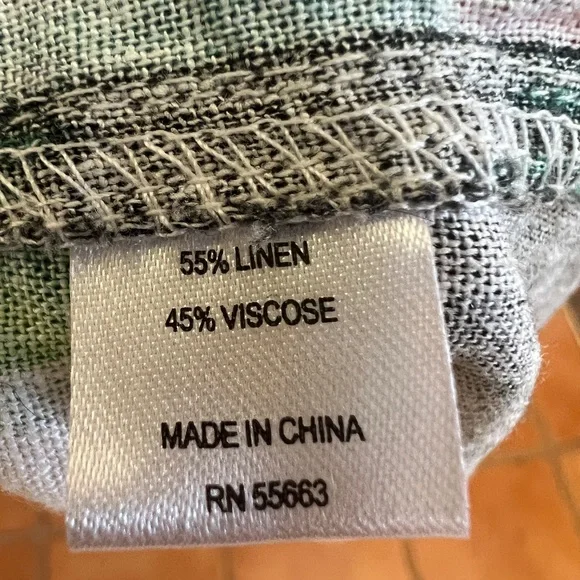 55% LINEN
45% VISCOSE
MADE IN CHINA
RN 55663